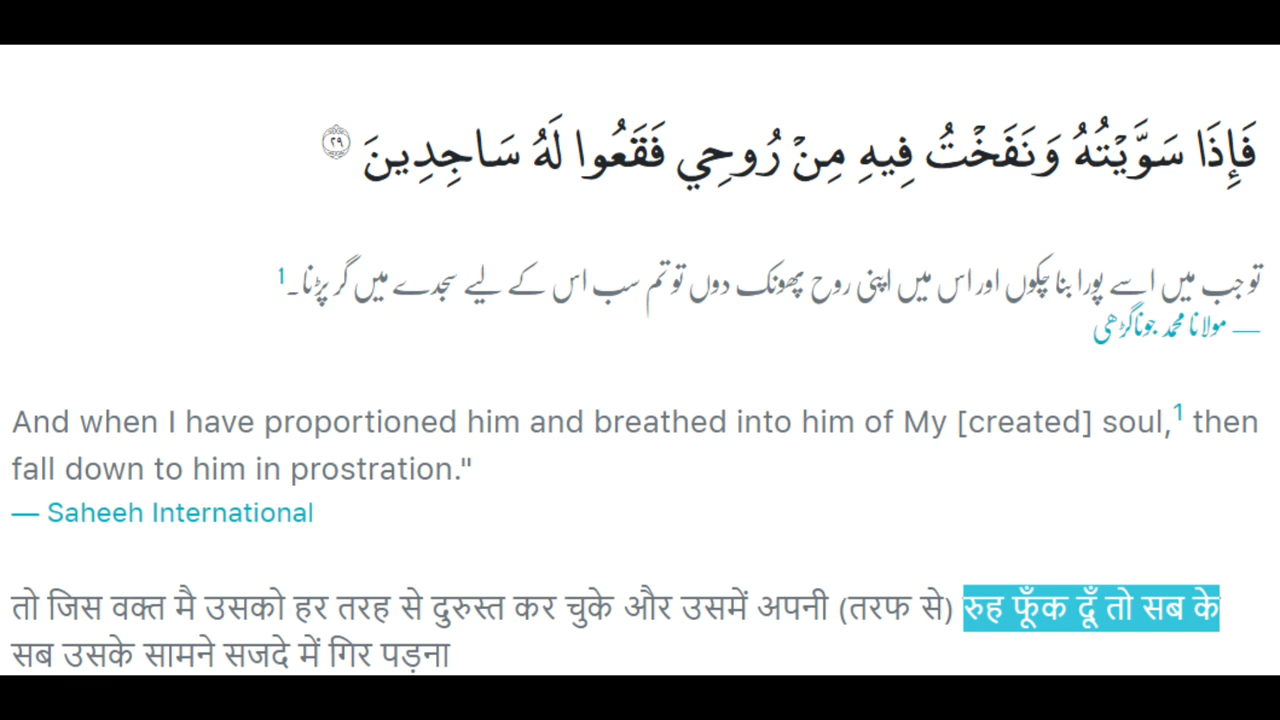 فَإِذَا سَوَّيْتُهُ وَنَفَخْتُ فِيهِ مِنْ رُوحِي فَقَعُوا لَهُ سَاجِدِينَ ٢٩
تو جب میں اسے پورا بنا چکوں اور اس میں اپنی روح پھونک دوں تو تم سب اس کے لیے سجدے میں گر پڑنا۔1
— مولانا محمد جوناگڑھی
And when I have proportioned him and breathed into him of My [created] soul,1 then
fall down to him in prostration."
— Saheeh International
तो जिस वक्त मै उसको हर तरह से दुरुस्त कर चुके और उसमें अपनी (तरफ से) रुह फूँक दूँ तो सब के
सब उसके सामने सजदे में गिर पड़ना